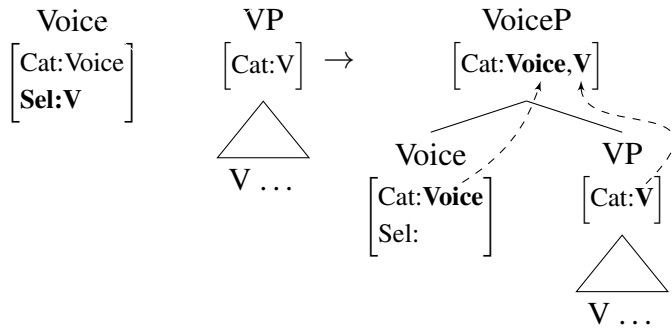 Voice VP VoiceP
[Cat:Voice [Cat:V] → [Cat:Voice,V]
Sel:V]
V …
Voice VP
[Cat:Voice [Cat:V]
Sel: ]
V …